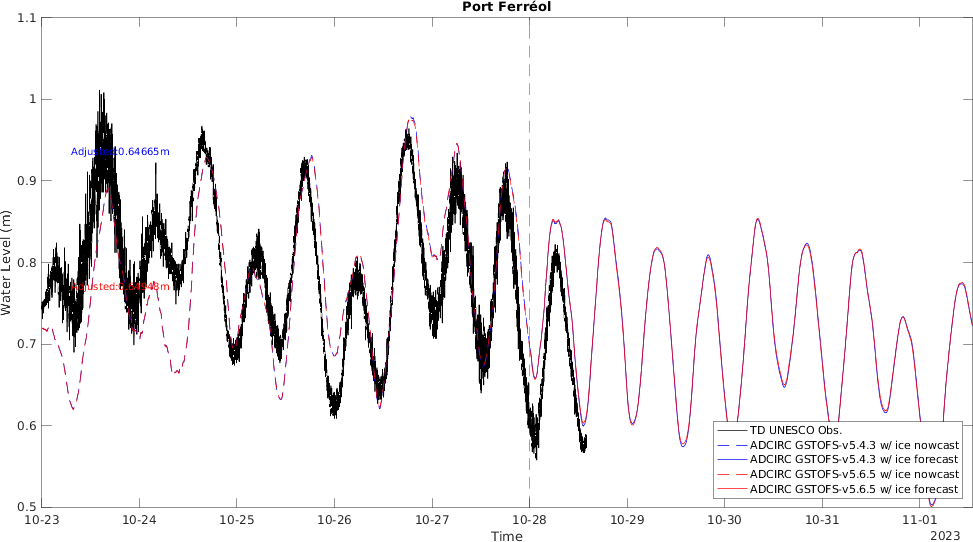 Port Ferréol
Water Level (m)
1.1
1
0.9
0.8
0.7
0.6
0.5
Adjusted:0.64665m
TD UNESCO Obs.
ADCIRC GSTOFS-v5.4.3 w/ ice nowcast
ADCIRC GSTOFS-v5.4.3 w/ ice forecast
ADCIRC GSTOFS-v5.6.5 w/ ice nowcast
ADCIRC GSTOFS-v5.6.5 w/ ice forecast
10-23 10-24 10-25 10-26 10-27 10-28 10-29 10-30 10-31 11-01
Time
2023